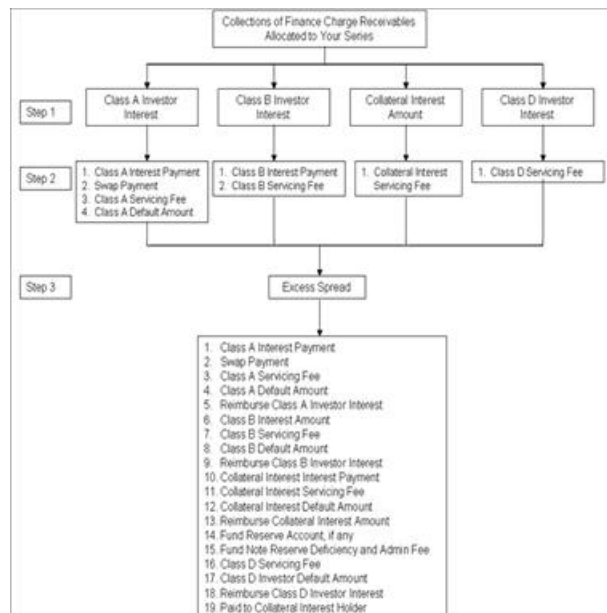 Collections of Finance Charge Receivables
Allocated to Your Series
Step 1
Class A Investor
Interest
Class B Investor
Interest
Collateral Interest
Amount
Class D Investor
Interest
Step 2
1. Class A Interest Payment
2. Swap Payment
3. Class A Servicing Fee
4. Class A Default Amount
1. Class B Interest Payment
2. Class B Servicing Fee
1. Collateral Interest
Servicing Fee
1. Class D Servicing Fee
Step 3
Excess Spread
1. Class A Interest Payment
2. Swap Payment
3. Class A Servicing Fee
4. Class A Default Amount
5. Reimburse Class A Investor Interest
6. Class B Interest Amount
7. Class B Servicing Fee
8. Class B Default Amount
9. Reimburse Class B Investor Interest
10. Collateral Interest Interest Payment
11. Collateral Interest Servicing Fee
12. Collateral Interest Default Amount
13. Reimburse Collateral Interest Amount
14. Fund Reserve Account, if any
15. Fund Note Reserve Deficiency and Admin Fee
16. Class D Servicing Fee
17. Class D Investor Default Amount
18. Reimburse Class D Investor Interest
19. Paid to Collateral Interest Holder